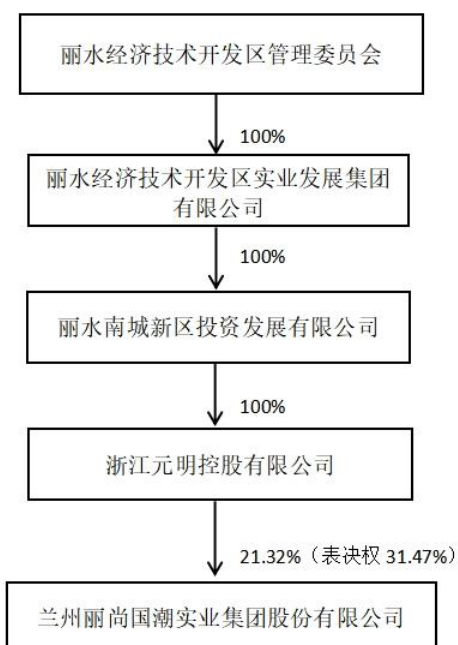 丽水经济技术开发区管理委员会
100%
丽水经济技术开发区实业发展集团
有限公司
100%
丽水南城新区投资发展有限公司
100%
浙江元明控股有限公司
21.32%（表决权 31.47%）
兰州丽尚国潮实业集团股份有限公司